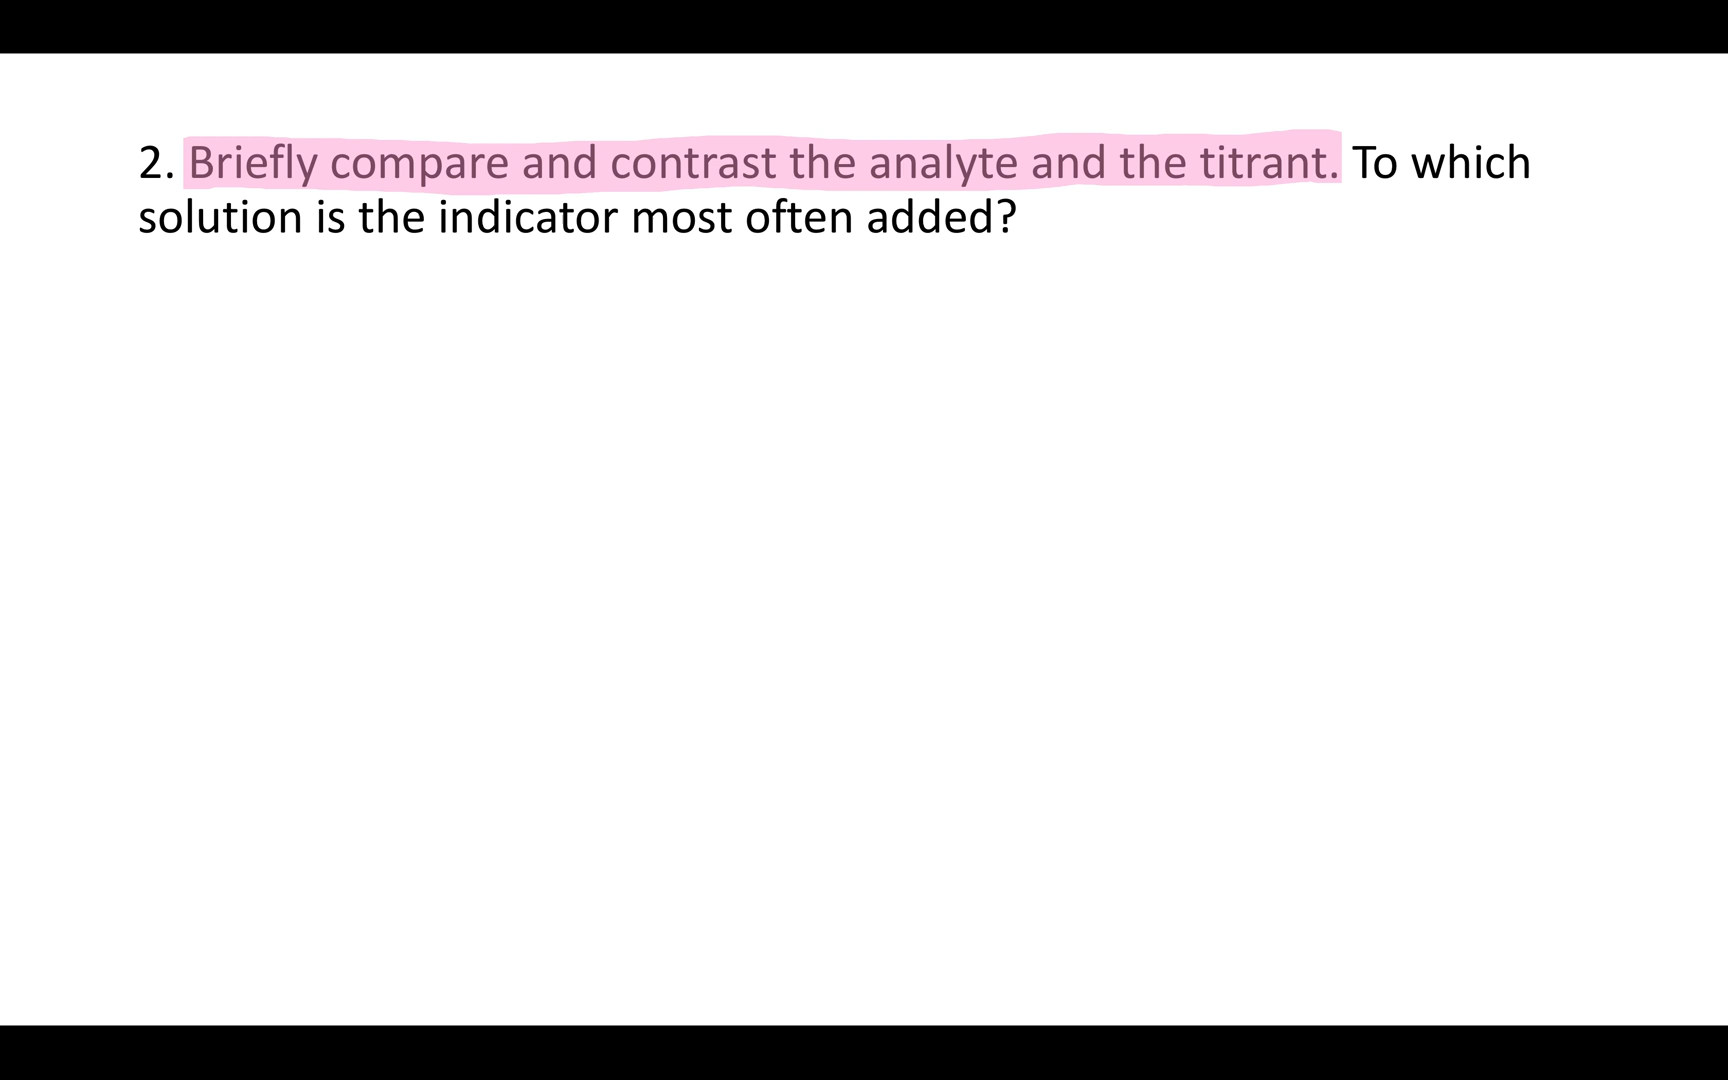 2. Briefly compare and contrast the analyte and the titrant. To which
solution is the indicator most often added?